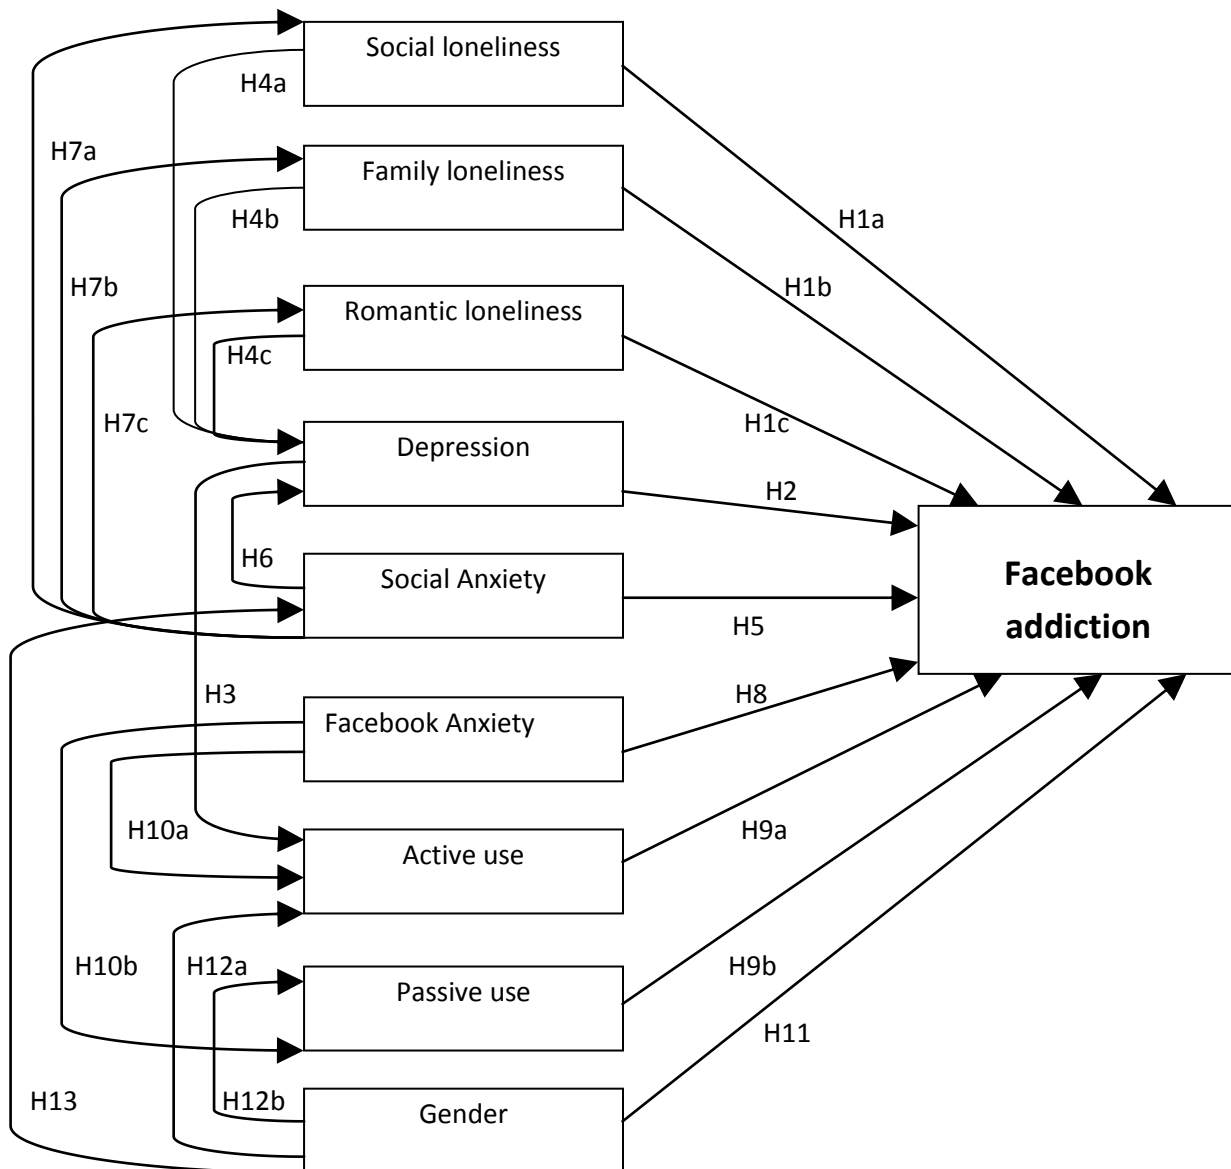 Social loneliness
H4a
H7a
Family loneliness
H4b
H1a
H7b
H1b
Romantic loneliness
H4c
H7c
H1c
Depression
H2
H6
Social Anxiety
Facebook
addiction
H5
H3
H8
Facebook Anxiety
H10a
H9a
Active use
H10b
H12a
H9b
Passive use
H11
H13
H12b
Gender